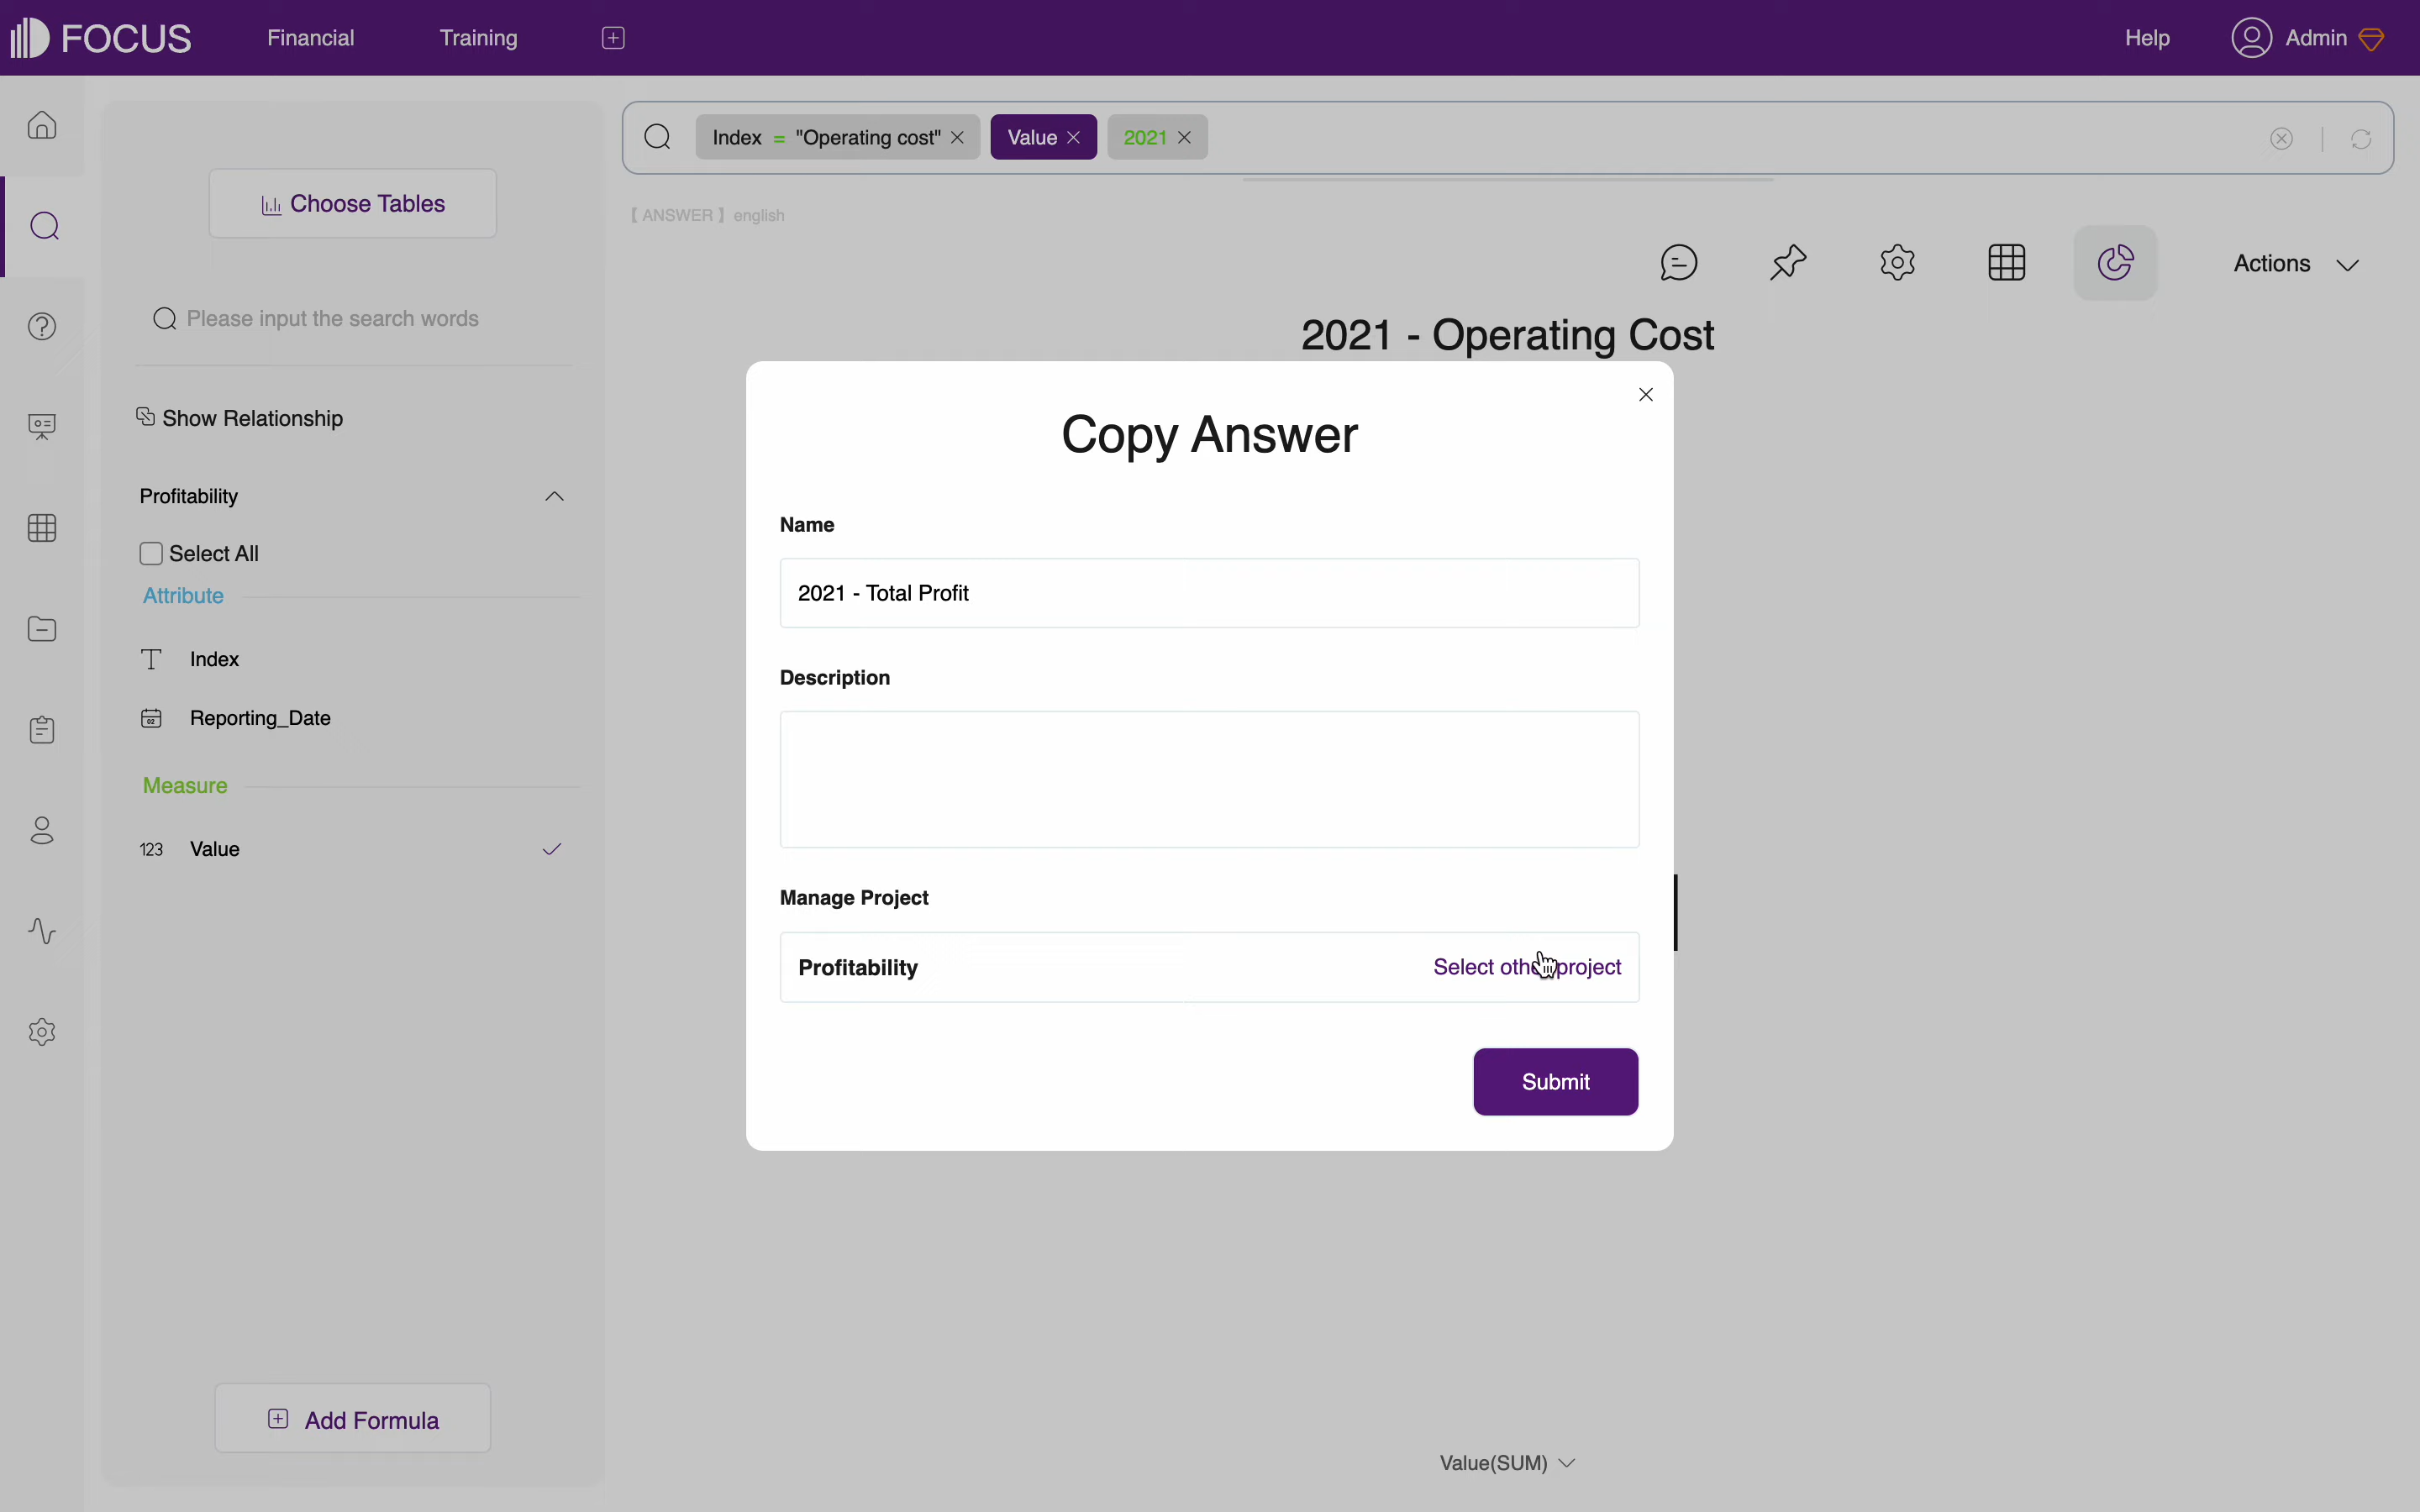 FOCUS Financial Training Help Admin
Index = "Operating cost" Value 2021
Choose Tables
【 ANSWER 】 english
Actions
Please input the search words
2021 - Operating Cost
Show Relationship
Profitability
Select All
Attribute
Index
02 Reporting_Date
Measure
123 Value
Copy Answer
Name
2021 - Total Profit
Description
Manage Project
Profitability Select other project
Submit
Add Formula
Value(SUM)